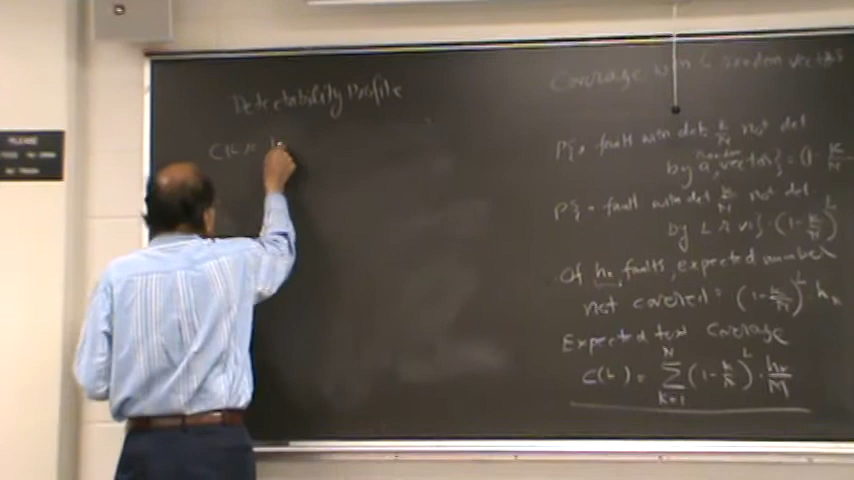 PLEASE
Detectability Profile
Coverage with L random vectors
P{a fault with det. k/N not det
by a random vector} = (1 - k/N
P{a fault with det k/N not det.
by L r.v.} = (1 - k/N)^L
Of h_k faults, expected number
not covered: (1 - k/N)^L · h_k
Expected test coverage
C(L) = Σ_{k=1}^{N} (1 - k/N)^L · h_k/M